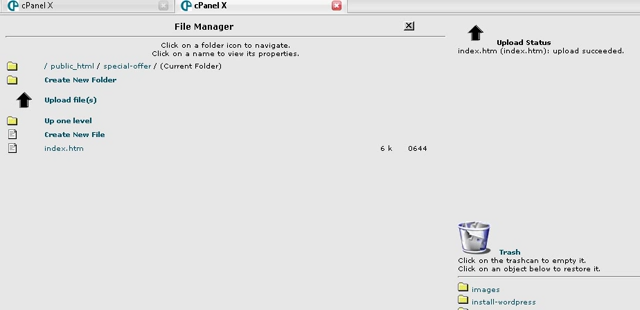 cPanel X
cPanel X
File Manager
Click on a folder icon to navigate.
Click on a name to view its properties.
/ public_html / special-offer / (Current Folder)
Create New Folder
Upload file(s)
Up one level
Create New File
index.htm 6 k 0644
Upload Status
index.htm (index.htm): upload succeeded.
Trash
Click on the trashcan to empty it.
Click on an object below to restore it.
images
install-wordpress